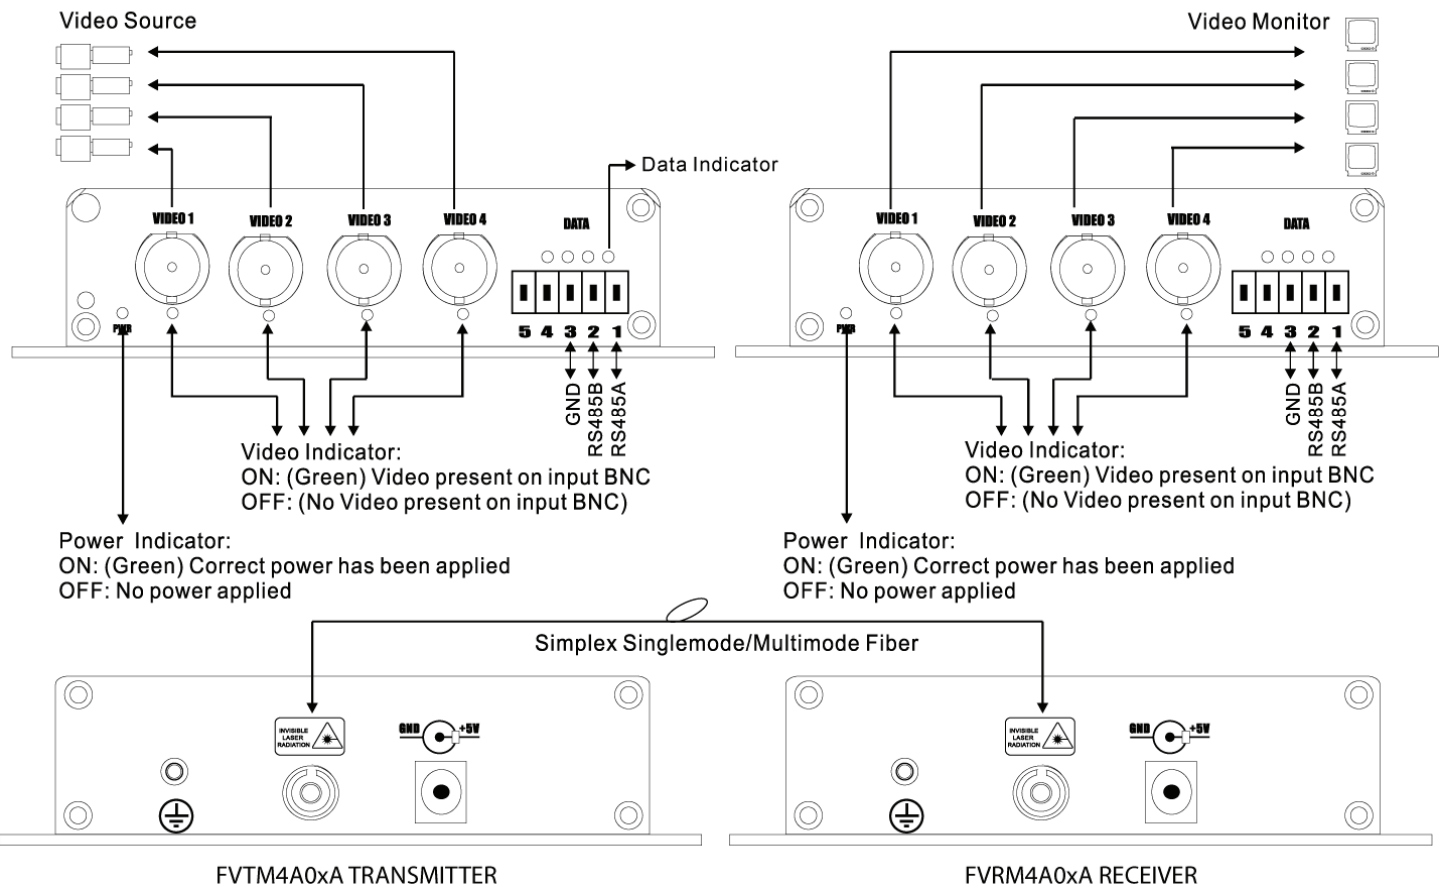 Video Source
Data Indicator
VIDEO 1
VIDEO 2
VIDEO 3
VIDEO 4
DATA
PWR
5 4 3 2 1
GND
RS485B
RS485A
Video Indicator:
ON: (Green) Video present on input BNC
OFF: (No Video present on input BNC)
Power Indicator:
ON: (Green) Correct power has been applied
OFF: No power applied
Video Monitor
VIDEO 1
VIDEO 2
VIDEO 3
VIDEO 4
DATA
PWR
5 4 3 2 1
GND
RS485B
RS485A
Video Indicator:
ON: (Green) Video present on input BNC
OFF: (No Video present on input BNC)
Power Indicator:
ON: (Green) Correct power has been applied
OFF: No power applied
Simplex Singlemode/Multimode Fiber
INVISIBLE
LASER
RADIATION
GND
+5V
FVTM4A0xA TRANSMITTER
INVISIBLE
LASER
RADIATION
GND
+5V
FVRM4A0xA RECEIVER